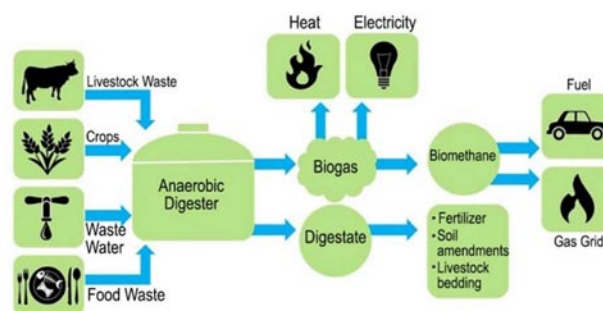 Heat
Electricity
Fuel
Livestock Waste
Crops
Anaerobic
Digester
Biogas
Biomethane
Waste
Water
Digestate
• Fertilizer
• Soil
amendments
• Livestock
bedding
Gas Grid
Food Waste